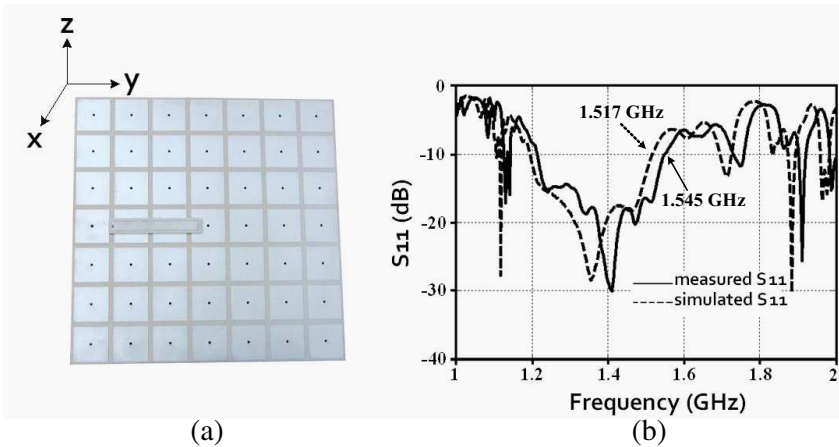 z
y
x
0
-10
-20
-30
-40
S11 (dB)
1.517 GHz
1.545 GHz
measured S11
simulated S11
1
1.2
1.4
1.6
1.8
2
Frequency (GHz)
(a)
(b)